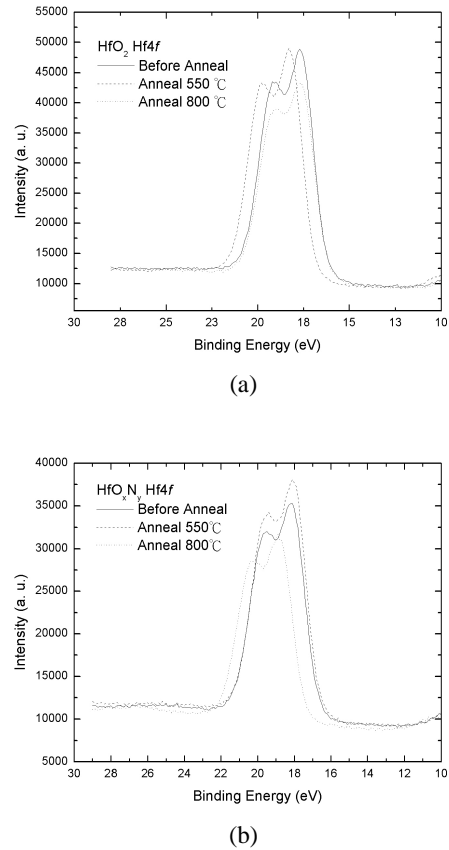 55000
50000
45000
40000
35000
30000
25000
20000
15000
10000
Intensity (a. u.)
HfO2 Hf4f
Before Anneal
Anneal 550 ℃
Anneal 800 ℃
30 28 25 23 20 18 15 13 10
Binding Energy (eV)
(a)
40000
35000
30000
25000
20000
15000
10000
5000
Intensity (a. u.)
HfOxNy Hf4f
Before Anneal
Anneal 550℃
Anneal 800℃
30 28 26 24 22 20 18 16 14 12 10
Binding Energy (eV)
(b)